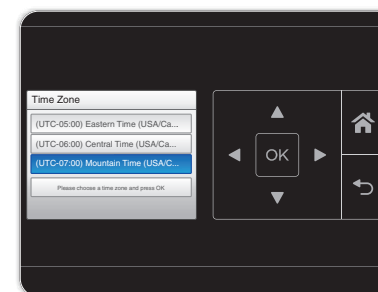 Time Zone
(UTC-05:00) Eastern Time (USA/Ca...
(UTC-06:00) Central Time (USA/Ca...
(UTC-07:00) Mountain Time (USA/C...
Please choose a time zone and press OK
OK